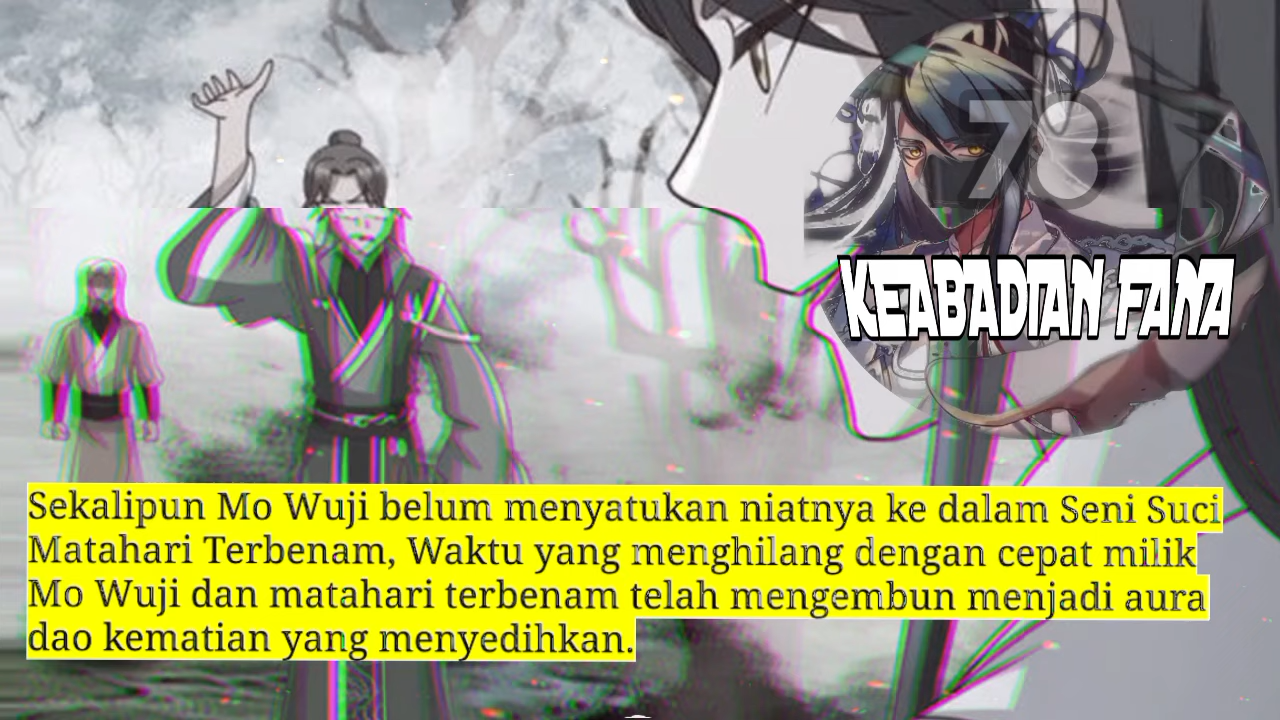 78
KEABADIAN FANA
Sekalipun Mo Wuji belum menyatukan niatnya ke dalam Seni Suci
Matahari Terbenam, Waktu yang menghilang dengan cepat milik
Mo Wuji dan matahari terbenam telah mengembun menjadi aura
dao kematian yang menyedihkan.